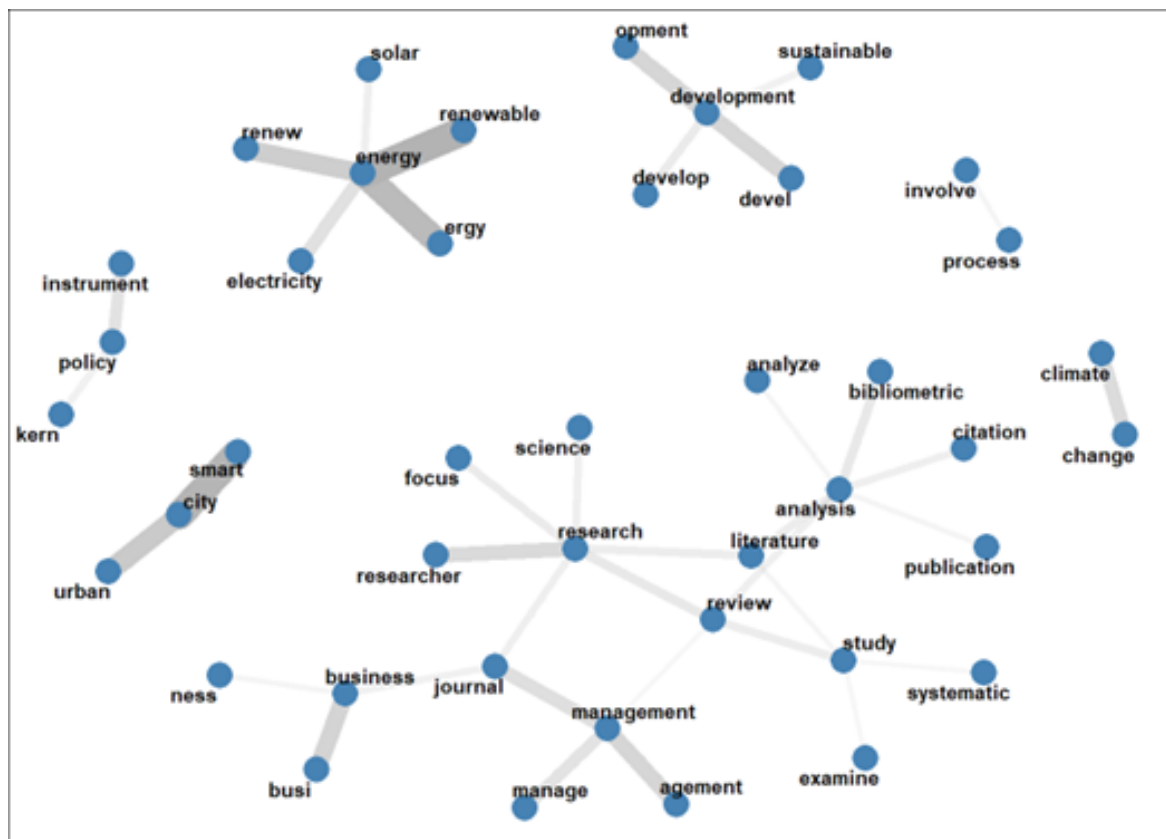 opment
solar
sustainable
development
renewable
renew
energy
develop
devel
involve
ergy
process
electricity
instrument
policy
analyze
climate
bibliometric
kern
citation
science
change
smart
focus
city
analysis
research
literature
researcher
publication
urban
review
study
business
ness
journal
systematic
management
busi
manage
agement
examine